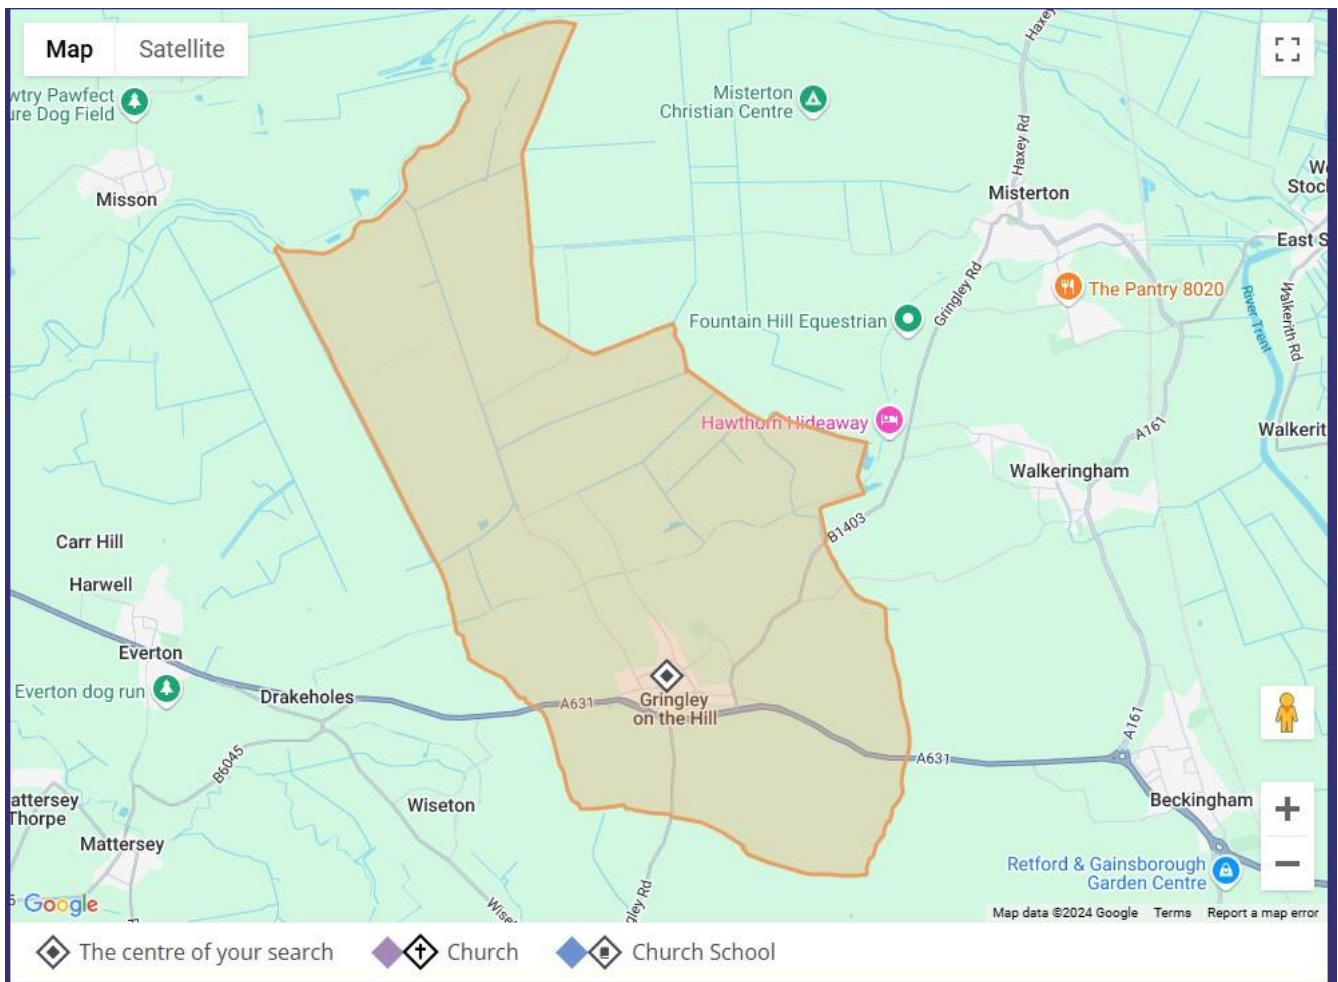 Map
Satellite
wtry Pawfect
ure Dog Field
Misson
Misterton
Christian Centre
Haxey
Haxey Rd
Misterton
East S
The Pantry 8020
River Trent
Walkerith Rd
Gringley Rd
Fountain Hill Equestrian
Hawthorn Hideaway
A161
Walkerit
Walkeringham
B1403
Carr Hill
Harwell
Everton
Everton dog run
Drakeholes
A631
Gringley
on the Hill
A631
A161
B6045
Wiseton
attersey
Thorpe
Mattersey
Beckingham
Retford & Gainsborough
Garden Centre
Wise
gley Rd
Google
Map data ©2024 Google
Terms
Report a map error
The centre of your search
Church
Church School